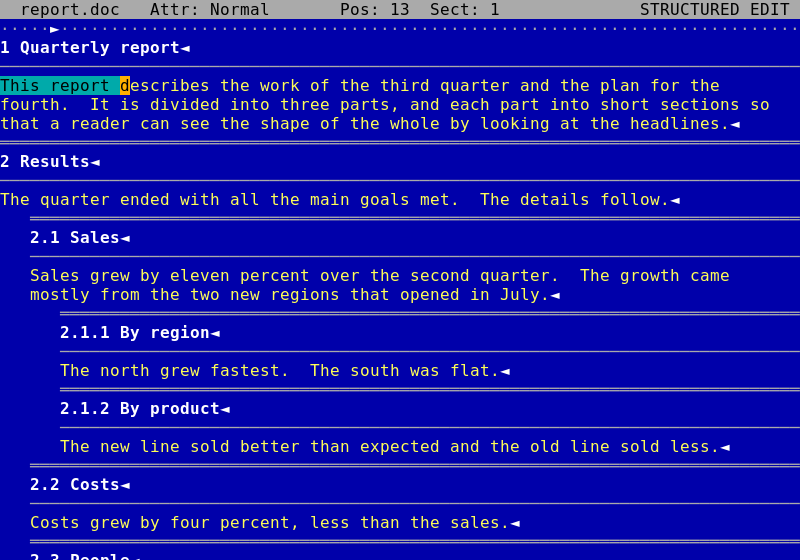 report.doc   Attr: Normal       Pos: 13  Sect: 1              STRUCTURED EDIT
1 Quarterly report◄
This report describes the work of the third quarter and the plan for the
fourth.  It is divided into three parts, and each part into short sections so
that a reader can see the shape of the whole by looking at the headlines.◄
2 Results◄
The quarter ended with all the main goals met.  The details follow.◄
2.1 Sales◄
Sales grew by eleven percent over the second quarter.  The growth came
mostly from the two new regions that opened in July.◄
2.1.1 By region◄
The north grew fastest.  The south was flat.◄
2.1.2 By product◄
The new line sold better than expected and the old line sold less.◄
2.2 Costs◄
Costs grew by four percent, less than the sales.◄
2.3 People◄